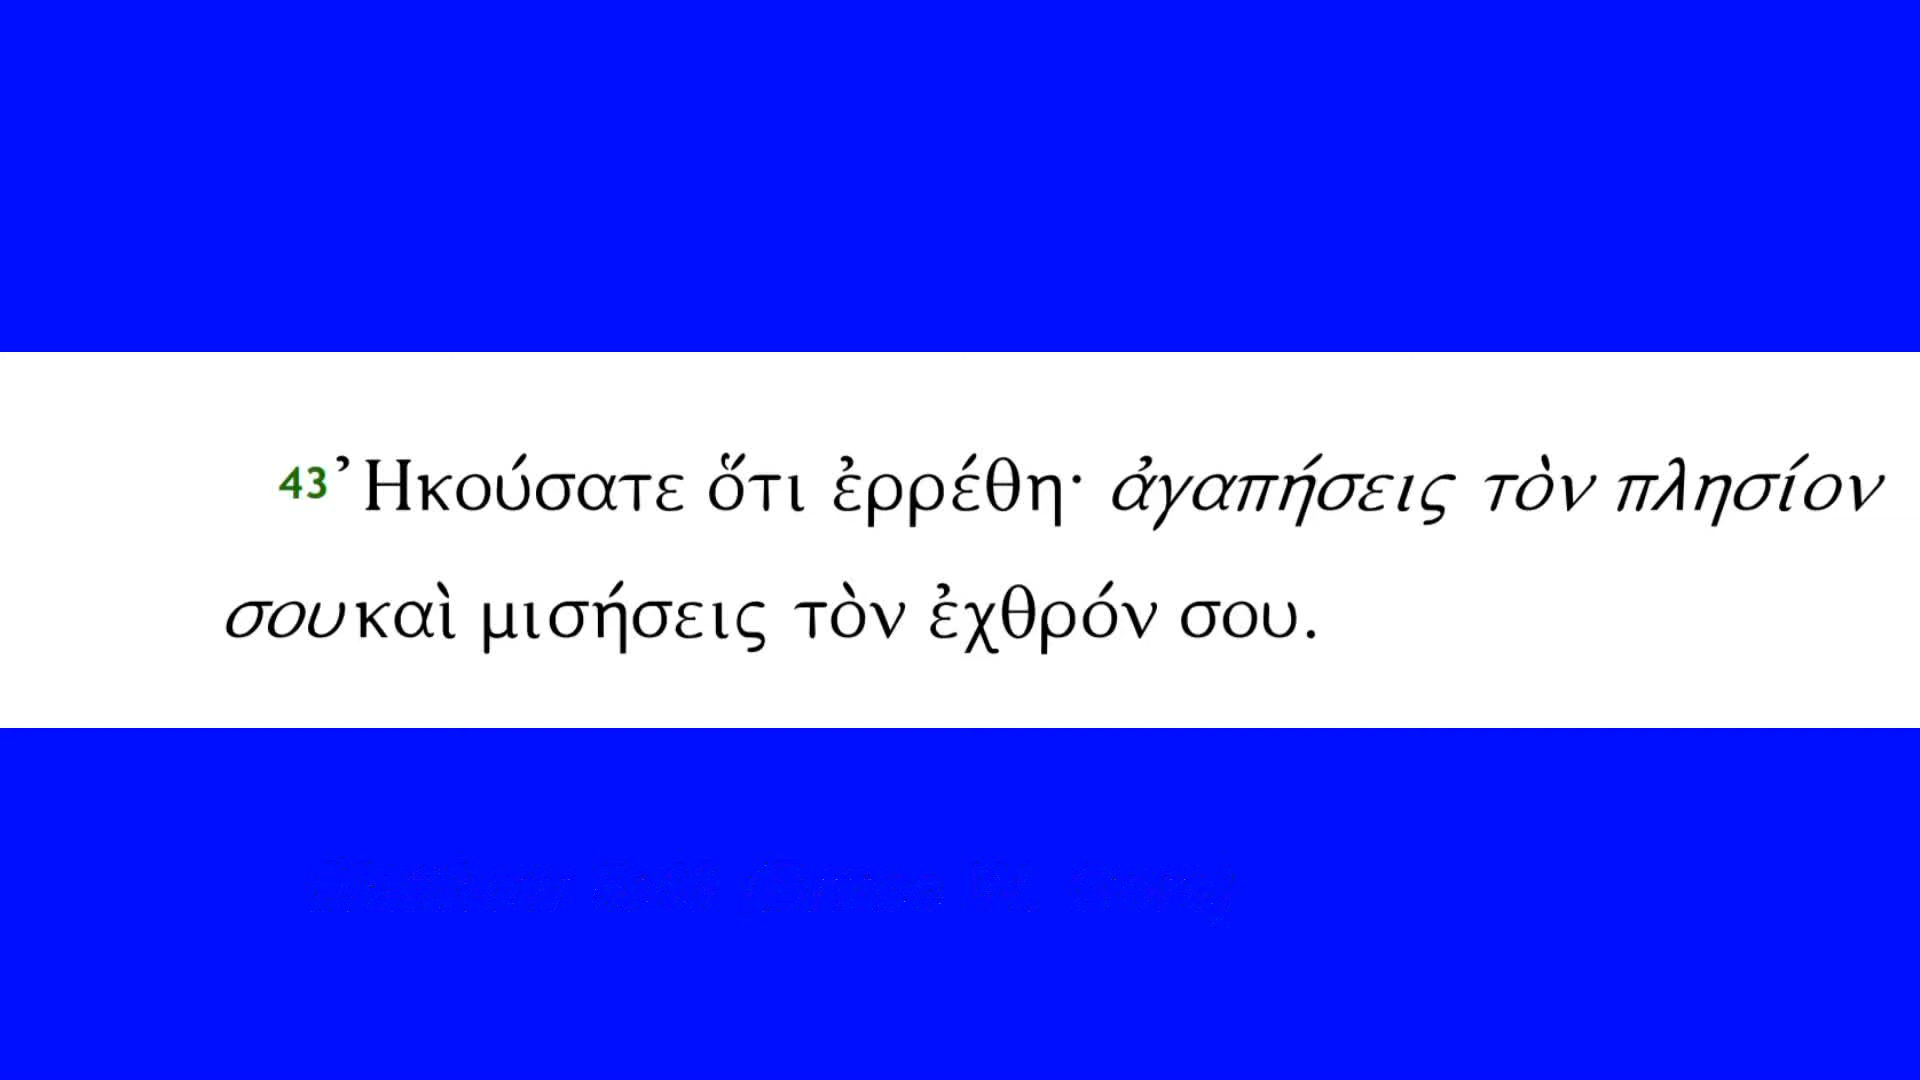 43 Ἠκούσατε ὅτι ἐρρέθη· ἀγαπήσεις τὸν πλησίον
σου καὶ μισήσεις τὸν ἐχθρόν σου.